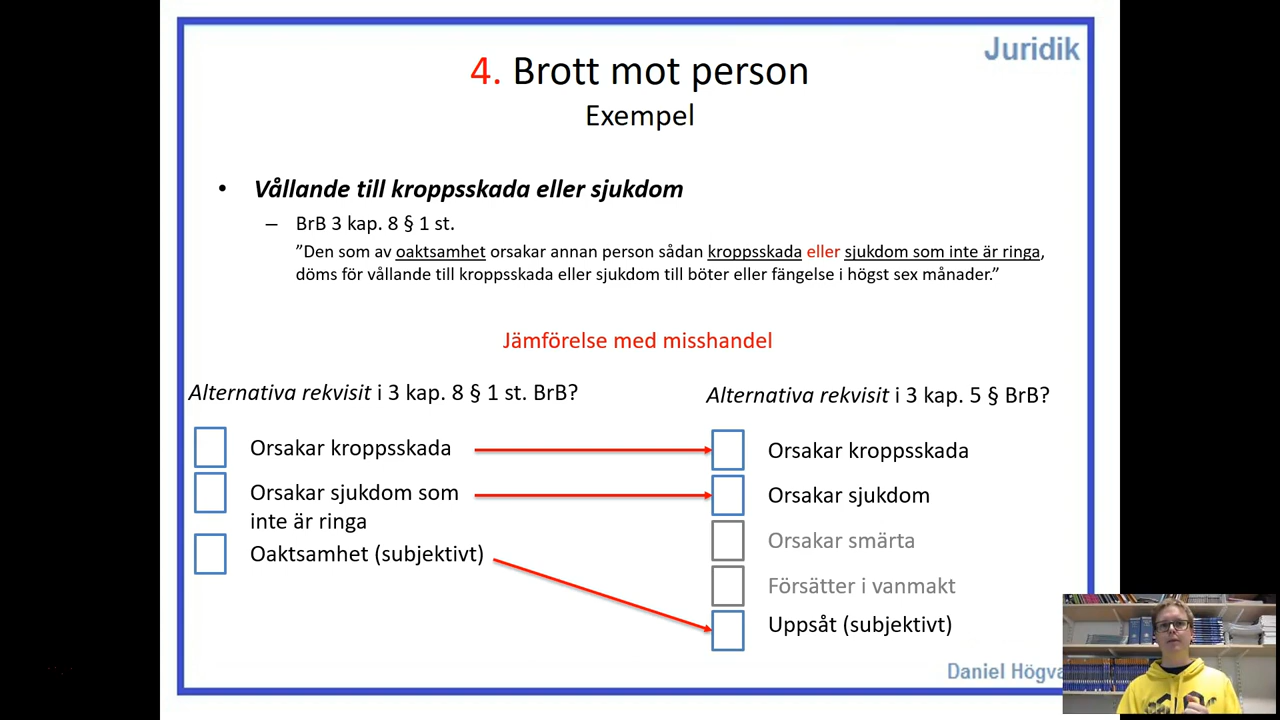 Juridik
4. Brott mot person
Exempel
• Vållande till kroppsskada eller sjukdom
– BrB 3 kap. 8 § 1 st.
”Den som av oaktsamhet orsakar annan person sådan kroppsskada eller sjukdom som inte är ringa,
döms för vållande till kroppsskada eller sjukdom till böter eller fängelse i högst sex månader.”
Jämförelse med misshandel
Alternativa rekvisit i 3 kap. 8 § 1 st. BrB?
Orsakar kroppsskada
Orsakar sjukdom som
inte är ringa
Oaktsamhet (subjektivt)
Alternativa rekvisit i 3 kap. 5 § BrB?
Orsakar kroppsskada
Orsakar sjukdom
Orsakar smärta
Försätter i vanmakt
Uppsåt (subjektivt)
Daniel